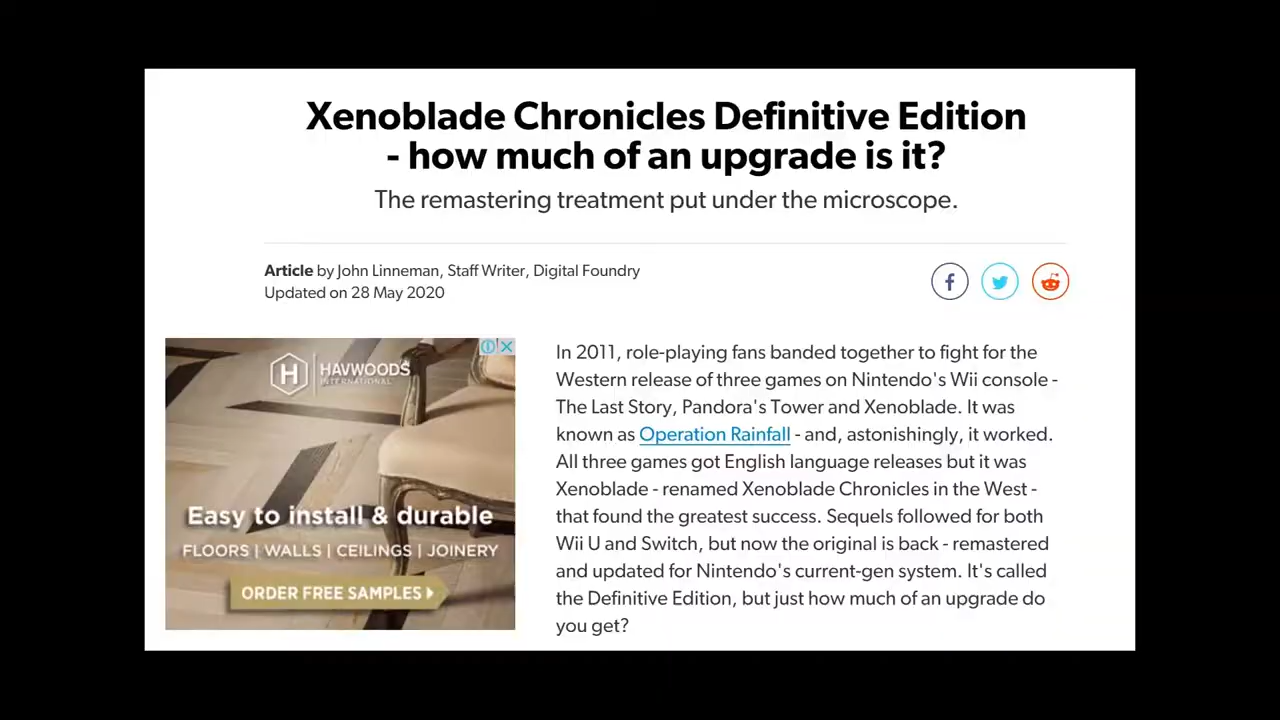 Xenoblade Chronicles Definitive Edition
- how much of an upgrade is it?
The remastering treatment put under the microscope.
Article by John Linneman, Staff Writer, Digital Foundry
Updated on 28 May 2020
H HAVWOODS
INTERNATIONAL
Easy to install & durable
FLOORS | WALLS | CEILINGS | JOINERY
ORDER FREE SAMPLES
In 2011, role-playing fans banded together to fight for the
Western release of three games on Nintendo's Wii console -
The Last Story, Pandora's Tower and Xenoblade. It was
known as Operation Rainfall - and, astonishingly, it worked.
All three games got English language releases but it was
Xenoblade - renamed Xenoblade Chronicles in the West -
that found the greatest success. Sequels followed for both
Wii U and Switch, but now the original is back - remastered
and updated for Nintendo's current-gen system. It's called
the Definitive Edition, but just how much of an upgrade do
you get?